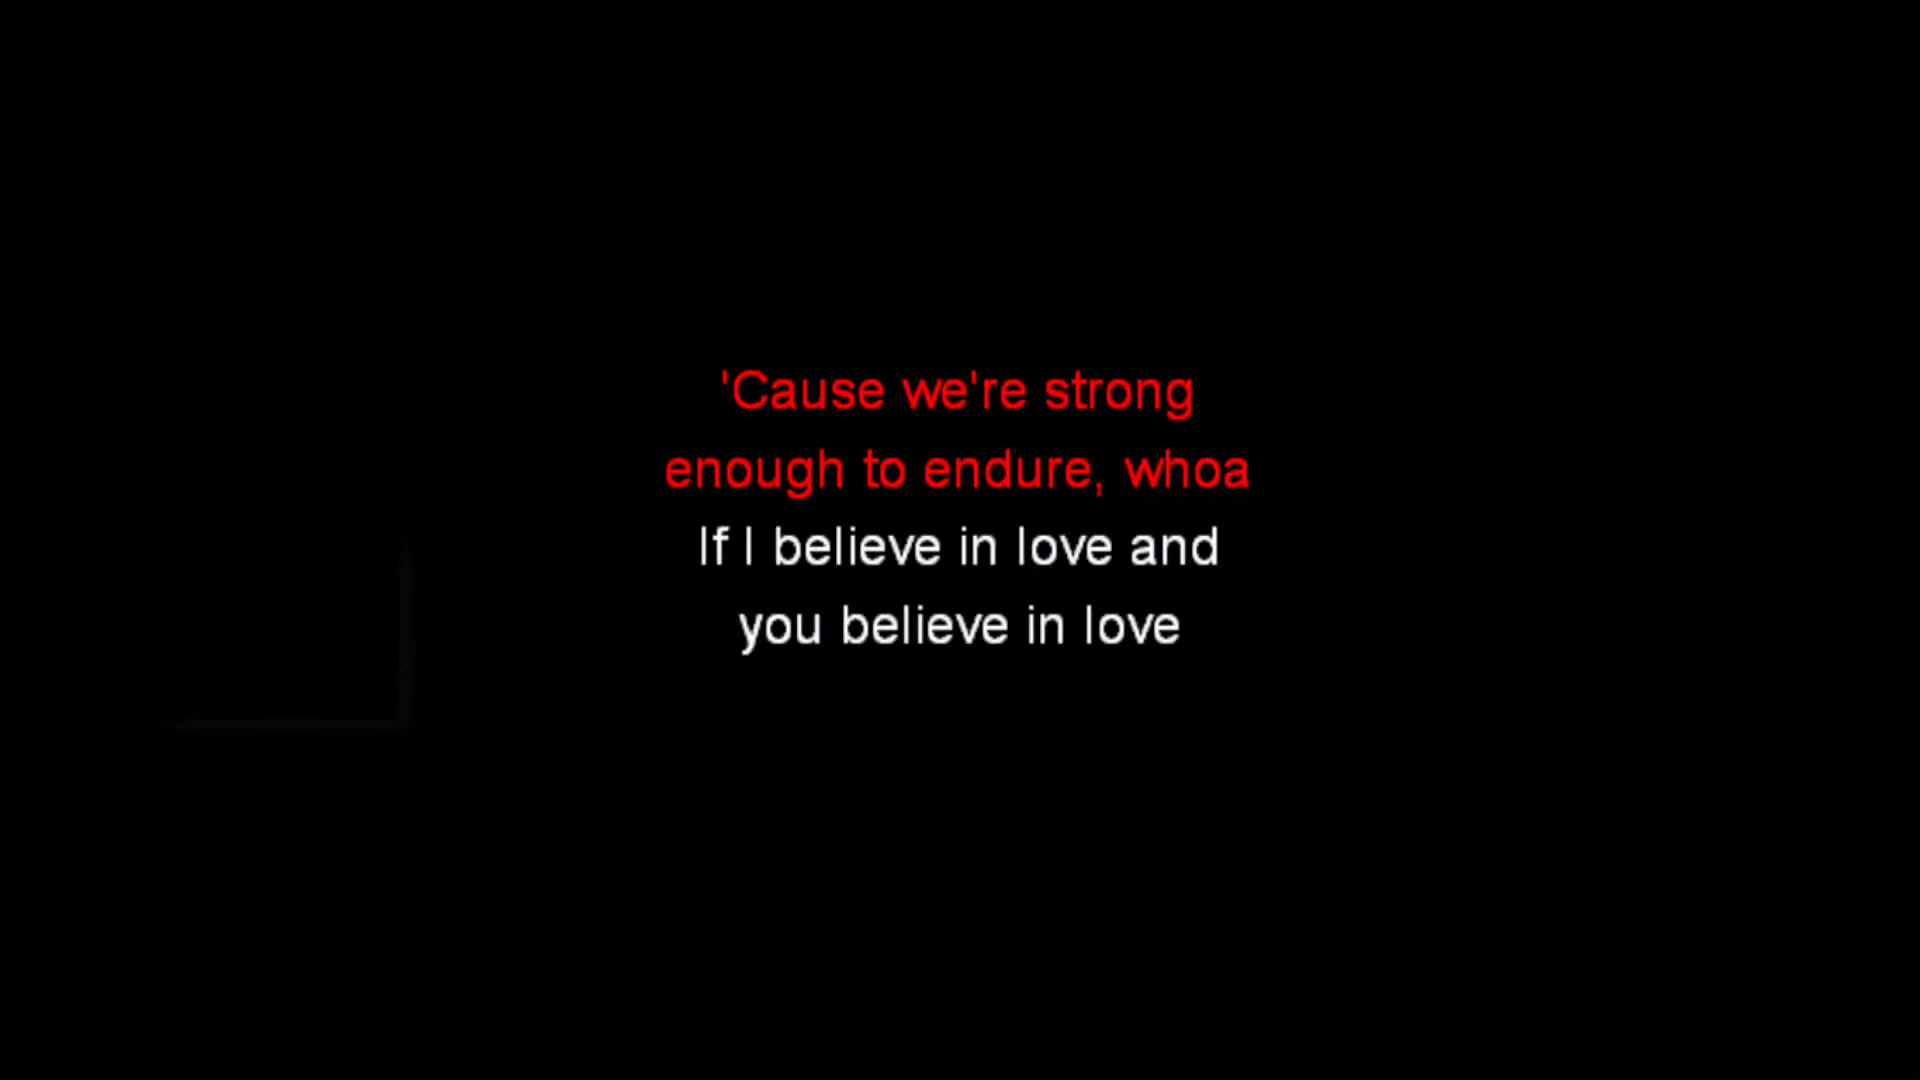 'Cause we're strong
enough to endure, whoa
If I believe in love and
you believe in love